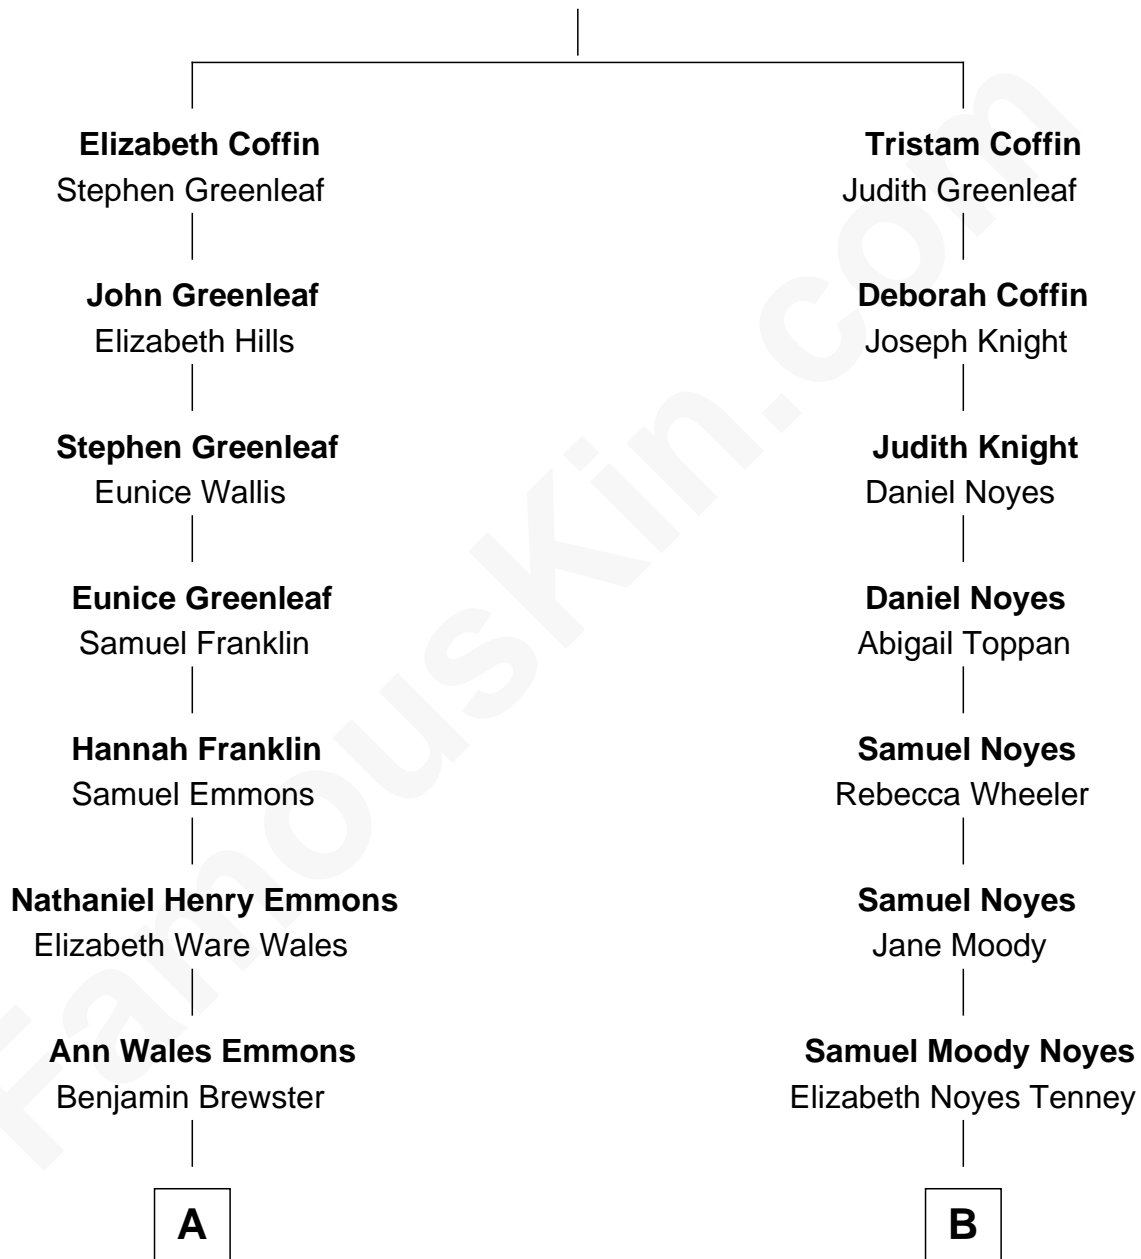 Elizabeth Coffin
Stephen Greenleaf
John Greenleaf
Elizabeth Hills
Stephen Greenleaf
Eunice Wallis
Eunice Greenleaf
Samuel Franklin
Hannah Franklin
Samuel Emmons
Nathaniel Henry Emmons
Elizabeth Ware Wales
Ann Wales Emmons
Benjamin Brewster
A
Tristam Coffin
Judith Greenleaf
Deborah Coffin
Joseph Knight
Judith Knight
Daniel Noyes
Daniel Noyes
Abigail Toppan
Samuel Noyes
Rebecca Wheeler
Samuel Noyes
Jane Moody
Samuel Moody Noyes
Elizabeth Noyes Tenney
B
FamousKin.com